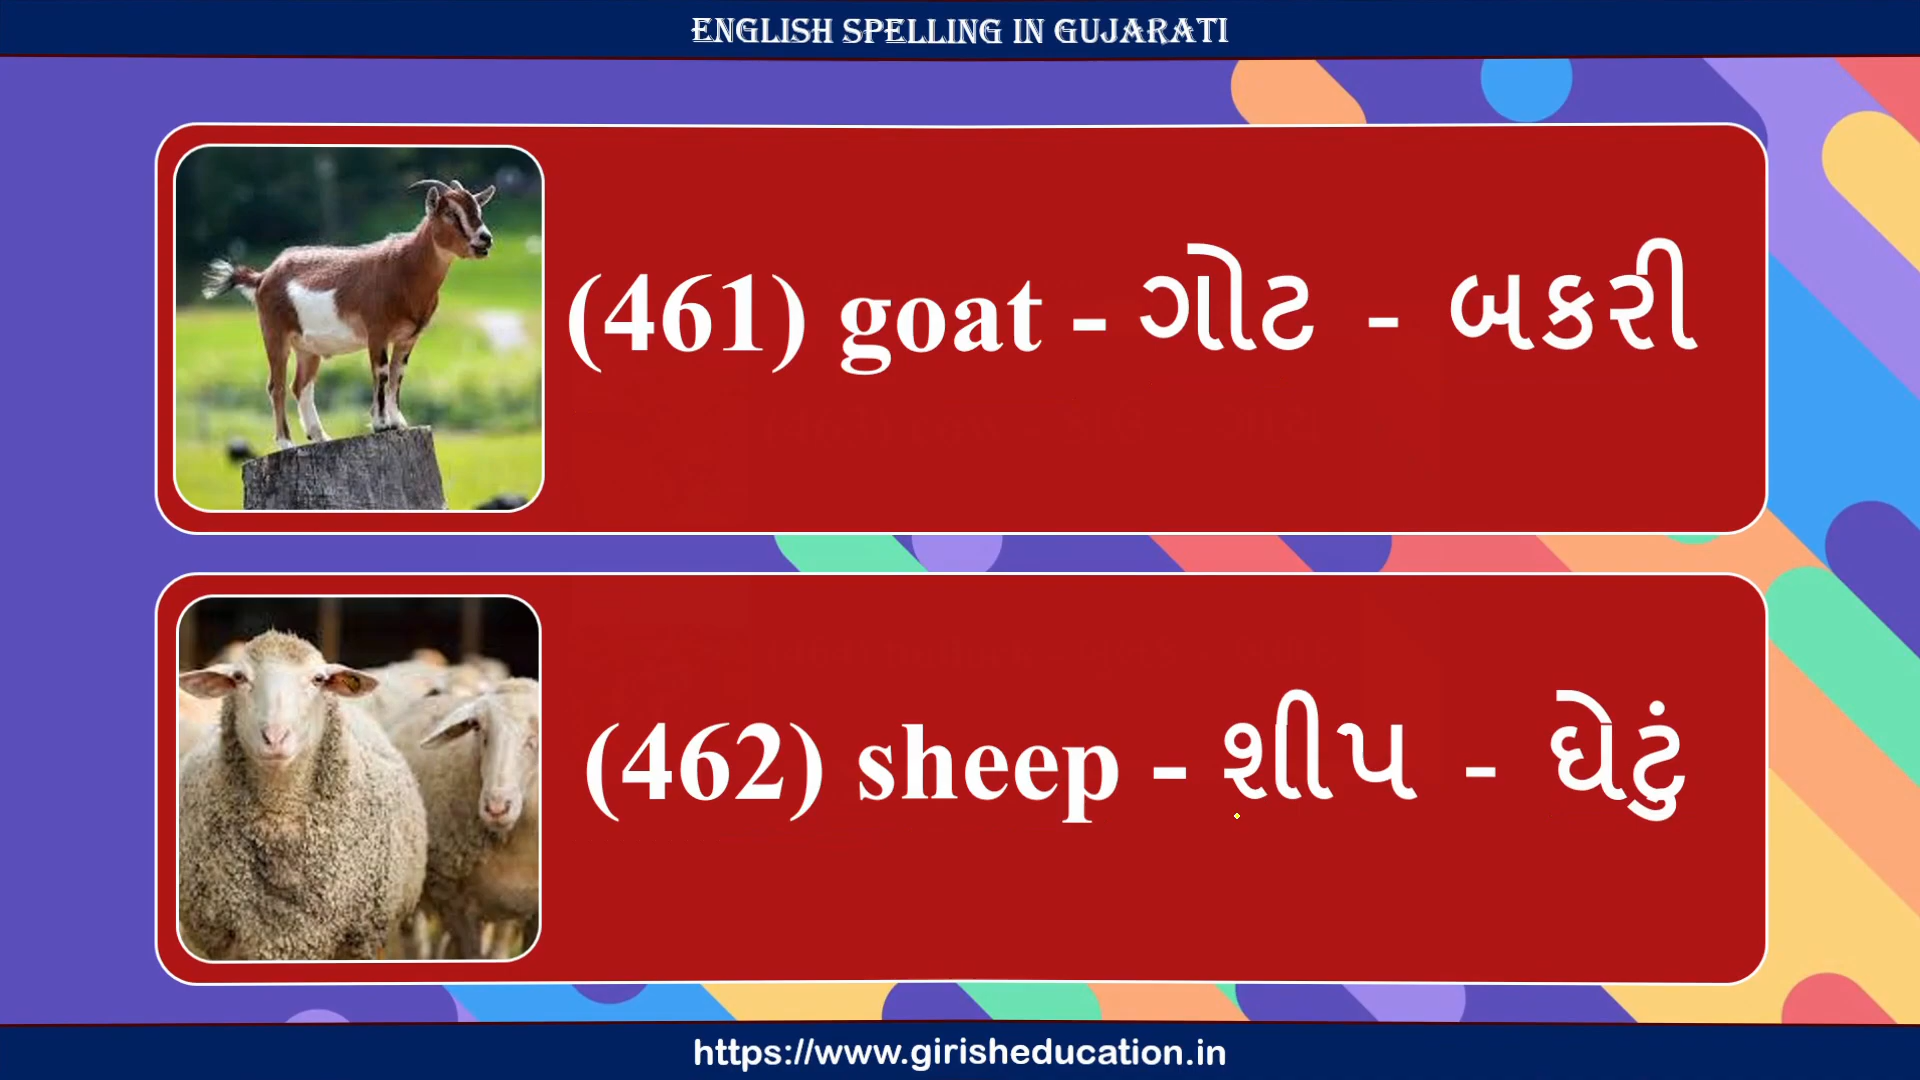 ENGLISH SPELLING IN GUJARATI
(461) goat - ગોટ - બકરી
(462) sheep - શીપ - ઘેટું
https://www.girisheducation.in